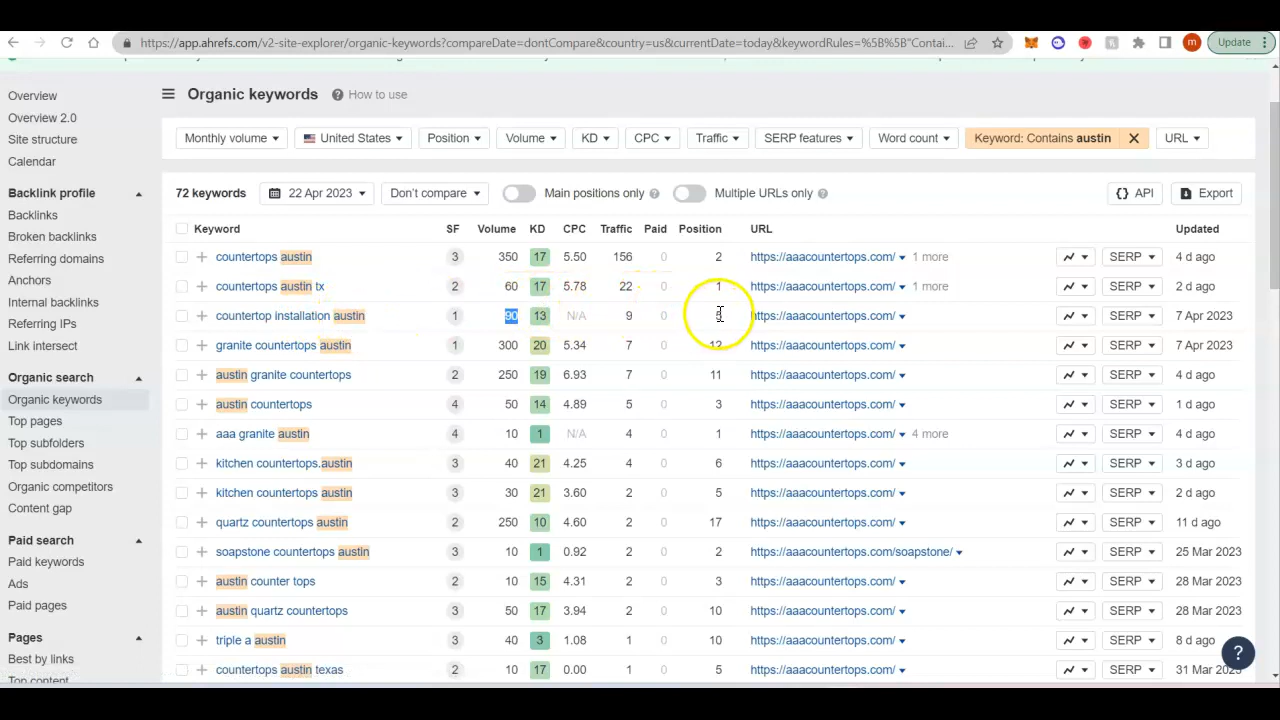 https://app.ahrefs.com/v2-site-explorer/organic-keywords?compareDate=dontCompare&country=us&currentDate=today&keywordRules=%5B%5B"Contai... m Update
Overview
Overview 2.0
Site structure
Calendar
Backlink profile
Backlinks
Broken backlinks
Referring domains
Anchors
Internal backlinks
Referring IPs
Link intersect
Organic search
Organic keywords
Top pages
Top subfolders
Top subdomains
Organic competitors
Content gap
Paid search
Paid keywords
Ads
Paid pages
Pages
Best by links
Top content
Organic keywords ? How to use
Monthly volume United States Position Volume KD CPC Traffic SERP features Word count Keyword: Contains austin URL
72 keywords 22 Apr 2023 Don't compare Main positions only ? Multiple URLs only ? {} API Export
Keyword SF Volume KD CPC Traffic Paid Position URL Updated
countertops austin 3 350 17 5.50 156 0 2 https://aaacountertops.com/ 1 more SERP 4 d ago
countertops austin tx 2 60 17 5.78 22 0 1 https://aaacountertops.com/ 1 more SERP 2 d ago
countertop installation austin 1 90 13 N/A 9 0 https://aaacountertops.com/ SERP 7 Apr 2023
granite countertops austin 1 300 20 5.34 7 0 12 https://aaacountertops.com/ SERP 7 Apr 2023
austin granite countertops 2 250 19 6.93 7 0 11 https://aaacountertops.com/ SERP 4 d ago
austin countertops 4 50 14 4.89 5 0 3 https://aaacountertops.com/ SERP 1 d ago
aaa granite austin 4 10 1 N/A 4 0 1 https://aaacountertops.com/ 4 more SERP 4 d ago
kitchen countertops.austin 3 40 21 4.25 4 0 6 https://aaacountertops.com/ SERP 3 d ago
kitchen countertops austin 3 30 21 3.60 2 0 5 https://aaacountertops.com/ SERP 2 d ago
quartz countertops austin 2 250 10 4.60 2 0 17 https://aaacountertops.com/ SERP 11 d ago
soapstone countertops austin 3 10 1 0.92 2 0 2 https://aaacountertops.com/soapstone/ SERP 25 Mar 2023
austin counter tops 2 10 15 4.31 2 0 3 https://aaacountertops.com/ SERP 28 Mar 2023
austin quartz countertops 3 50 17 3.94 2 0 10 https://aaacountertops.com/ SERP 28 Mar 2023
triple a austin 3 40 3 1.08 1 0 10 https://aaacountertops.com/ SERP 8 d ago
countertops austin texas 2 10 17 0.00 1 0 5 https://aaacountertops.com/ SERP 31 Mar 2023
?